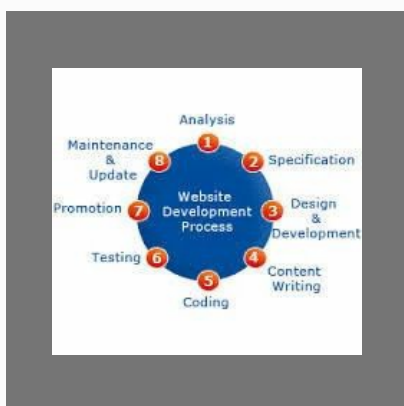 Analysis
1
Maintenance
&
Update
8
2
Specification
Website
Development
Process
Promotion
7
3
Design
&
Development
Testing
6
4
Content
Writing
5
Coding